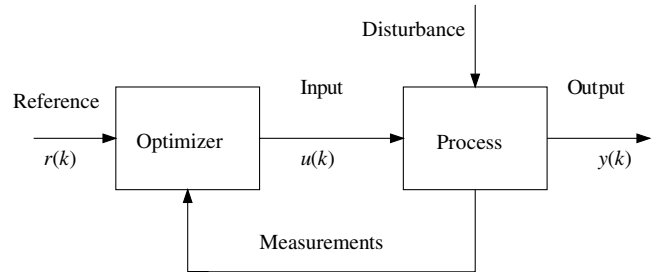 Disturbance
Reference
Input
Output
Optimizer
Process
r(k)
u(k)
y(k)
Measurements